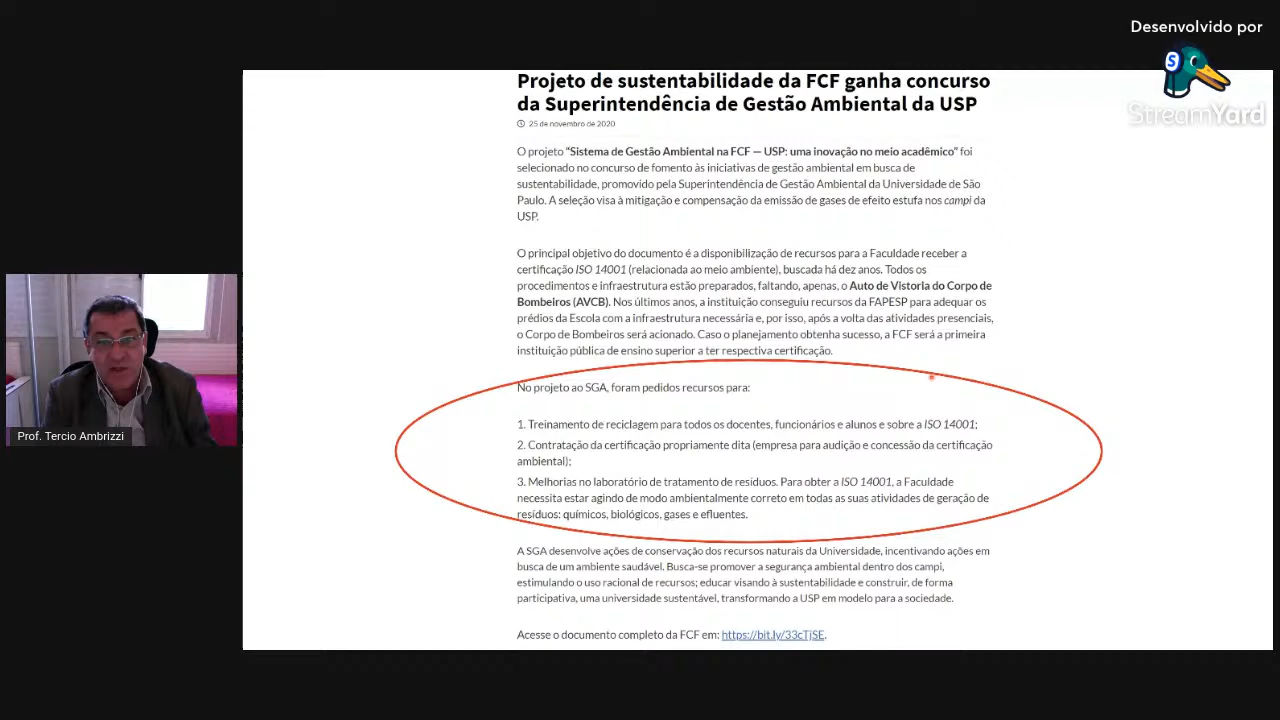 Desenvolvido por
StreamYard
Projeto de sustentabilidade da FCF ganha concurso
da Superintendência de Gestão Ambiental da USP
25 de novembro de 2020
O projeto “Sistema de Gestão Ambiental na FCF — USP: uma inovação no meio acadêmico” foi
selecionado no concurso de fomento às iniciativas de gestão ambiental em busca de
sustentabilidade, promovido pela Superintendência de Gestão Ambiental da Universidade de São
Paulo. A seleção visa à mitigação e compensação da emissão de gases de efeito estufa nos campi da
USP.
O principal objetivo do documento é a disponibilização de recursos para a Faculdade receber a
certificação ISO 14001 (relacionada ao meio ambiente), buscada há dez anos. Todos os
procedimentos e infraestrutura estão preparados, faltando, apenas, o Auto de Vistoria do Corpo de
Bombeiros (AVCB). Nos últimos anos, a instituição conseguiu recursos da FAPESP para adequar os
prédios da Escola com a infraestrutura necessária e, por isso, após a volta das atividades presenciais,
o Corpo de Bombeiros será acionado. Caso o planejamento obtenha sucesso, a FCF será a primeira
instituição pública de ensino superior a ter respectiva certificação.
No projeto ao SGA, foram pedidos recursos para:
1. Treinamento de reciclagem para todos os docentes, funcionários e alunos e sobre a ISO 14001;
2. Contratação da certificação propriamente dita (empresa para audição e concessão da certificação
ambiental);
3. Melhorias no laboratório de tratamento de resíduos. Para obter a ISO 14001, a Faculdade
necessita estar agindo de modo ambientalmente correto em todas as suas atividades de geração de
resíduos: químicos, biológicos, gases e efluentes.
A SGA desenvolve ações de conservação dos recursos naturais da Universidade, incentivando ações em
busca de um ambiente saudável. Busca-se promover a segurança ambiental dentro dos campi,
estimulando o uso racional de recursos; educar visando à sustentabilidade e construir, de forma
participativa, uma universidade sustentável, transformando a USP em modelo para a sociedade.
Acesse o documento completo da FCF em: https://bit.ly/33cTjSE.
Prof. Tercio Ambrizzi